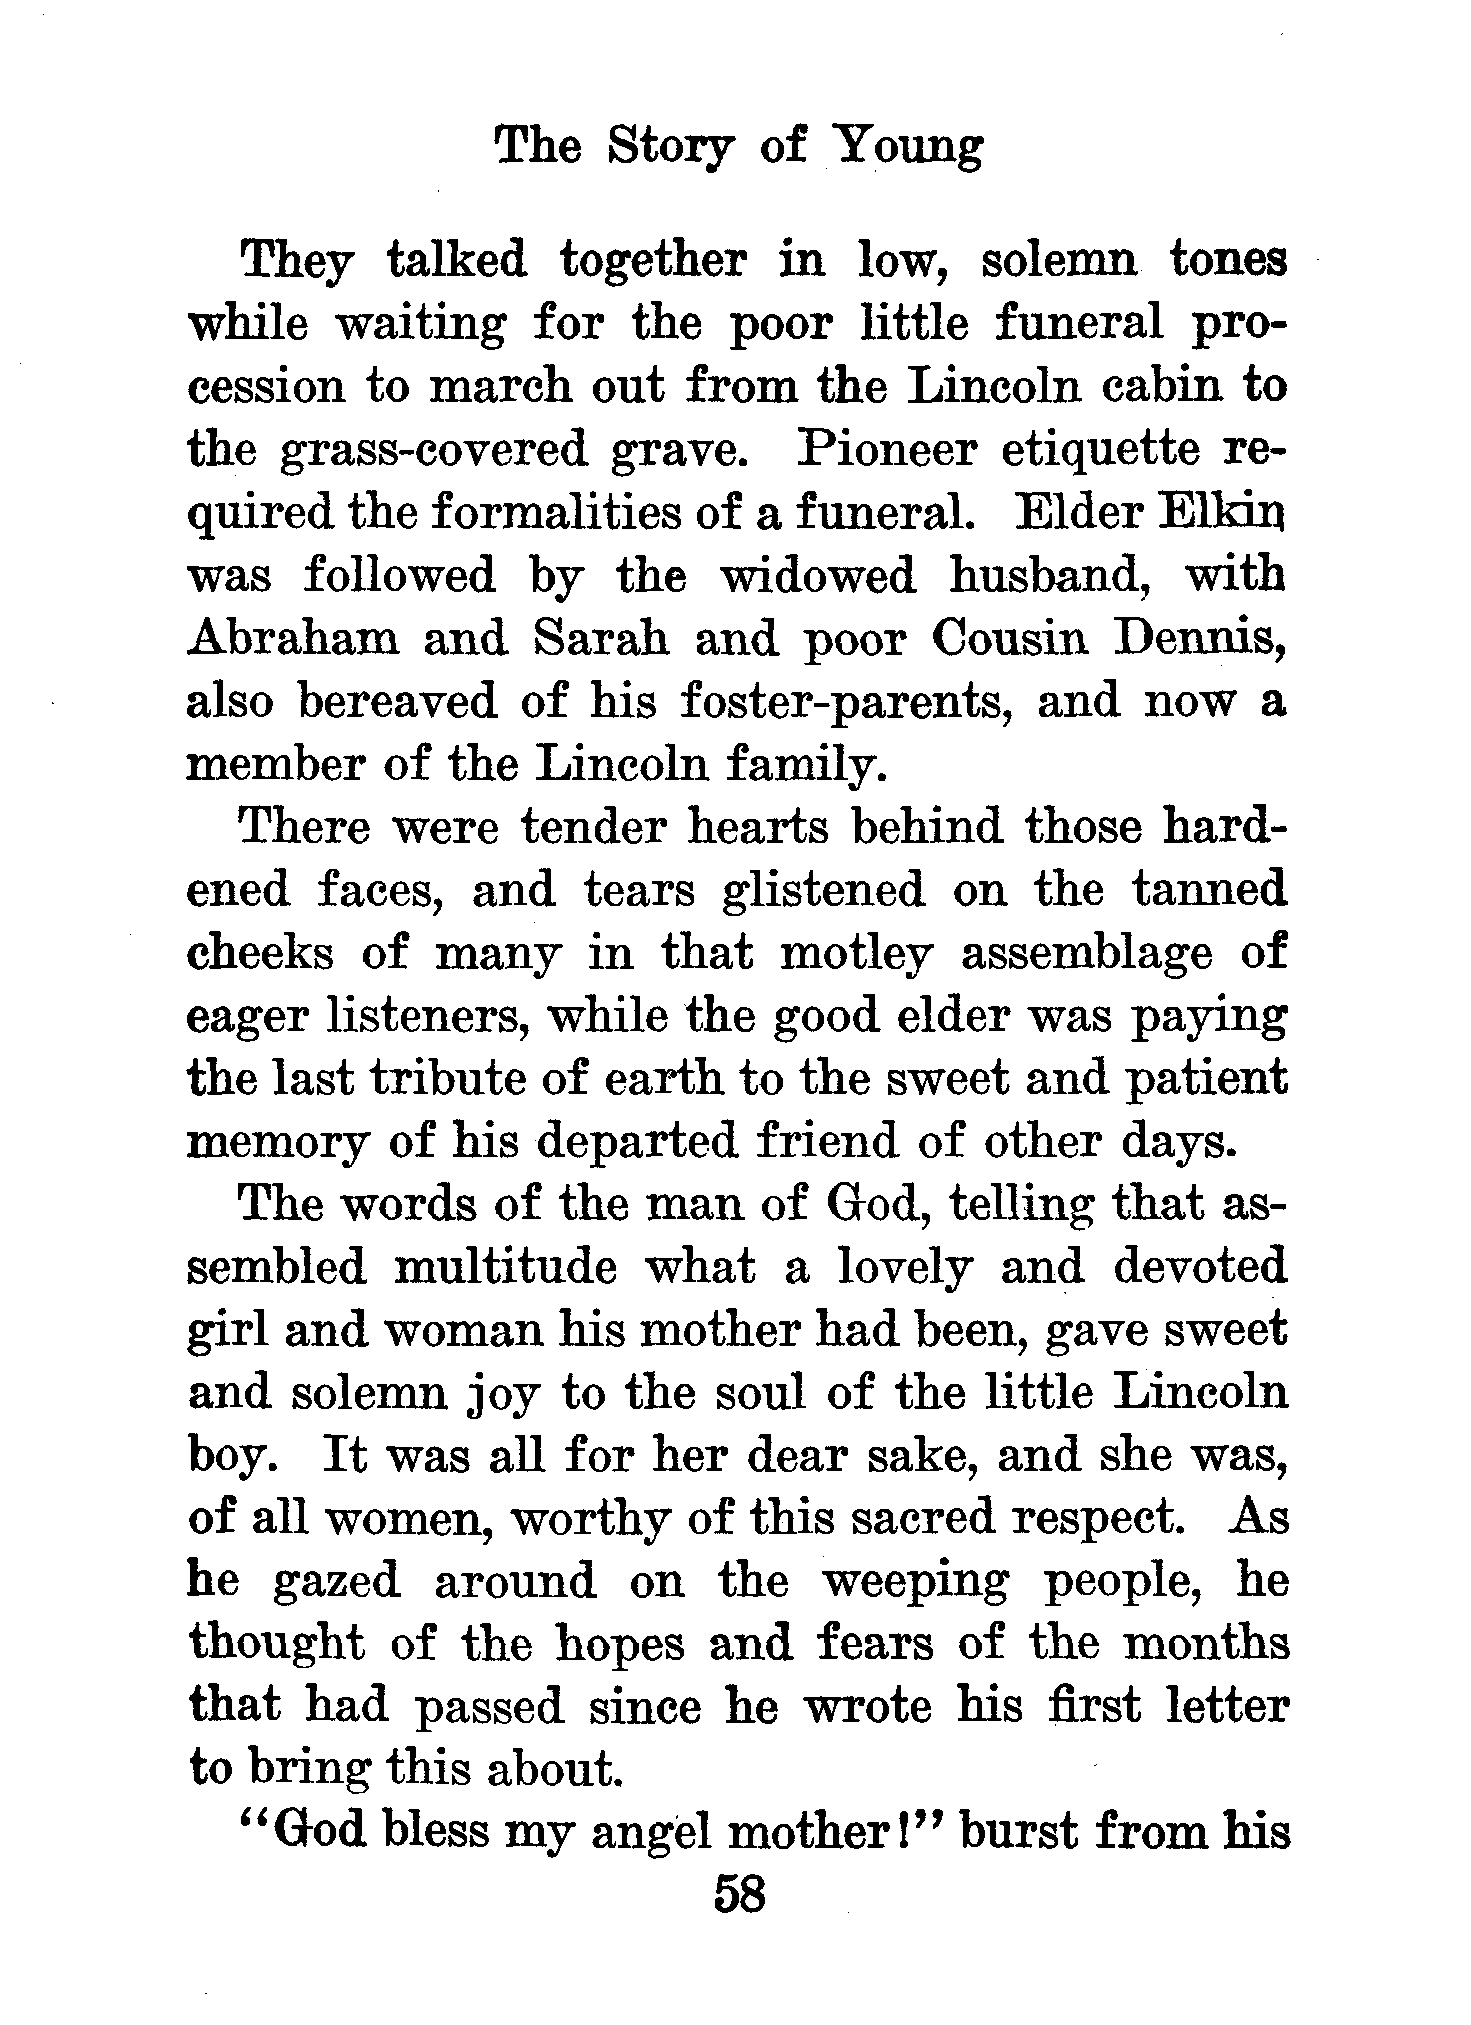 The Story of Young
They talked together in low, solemn tones
while waiting for the poor little funeral pro-
cession to march out from the Lincoln cabin to
the grass-covered grave. Pioneer etiquette re-
quired the formalities of a funeral. Elder Elkin
was followed by the widowed husband, with
Abraham and Sarah and poor Cousin Dennis,
also bereaved of his foster-parents, and now a
member of the Lincoln family.
There were tender hearts behind those hard-
ened faces, and tears glistened on the tanned
cheeks of many in that motley assemblage of
eager listeners, while the good elder was paying
the last tribute of earth to the sweet and patient
memory of his departed friend of other days.
The words of the man of God, telling that as-
sembled multitude what a lovely and devoted
girl and woman his mother had been, gave sweet
and solemn joy to the soul of the little Lincoln
boy. It was all for her dear sake, and she was,
of all women, worthy of this sacred respect. As
he gazed around on the weeping people, he
thought of the hopes and fears of the months
that had passed since he wrote his first letter
to bring this about.
"God bless my angel mother!" burst from his
58